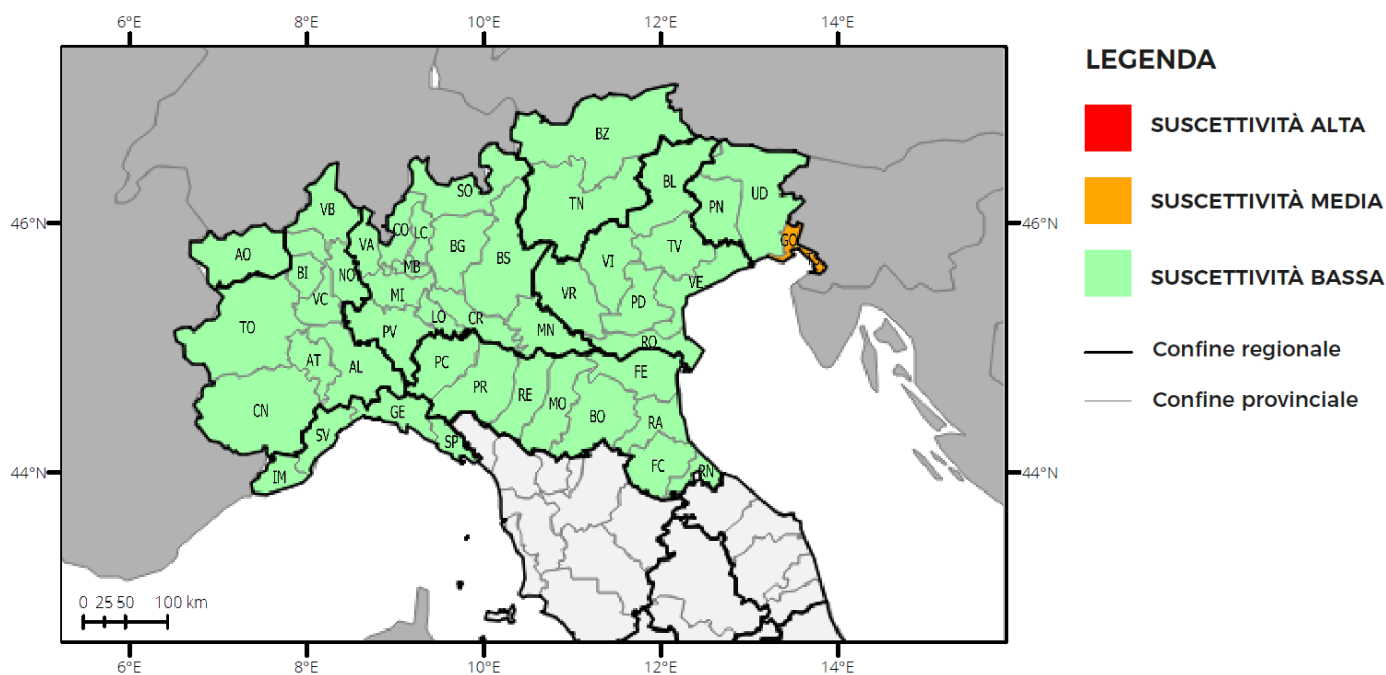 6°E 8°E 10°E 12°E 14°E
LEGENDA
SUSCETTIVITÀ ALTA
SUSCETTIVITÀ MEDIA
SUSCETTIVITÀ BASSA
Confine regionale
Confine provinciale
46°N
46°N
44°N
44°N
BZ
SO
BL
UD
TN
PN
VB
CO
LC
VA
BG
TV
GO
AO
BS
VI
BI
NO
MB
VE
VC
MI
VR
PD
TO
LO
CR
MN
PV
RO
AT
AL
PC
PR
RE
MO
FE
CN
GE
BO
RA
SV
SP
IM
FC
RN
0 25 50 100 km
6°E 8°E 10°E 12°E 14°E